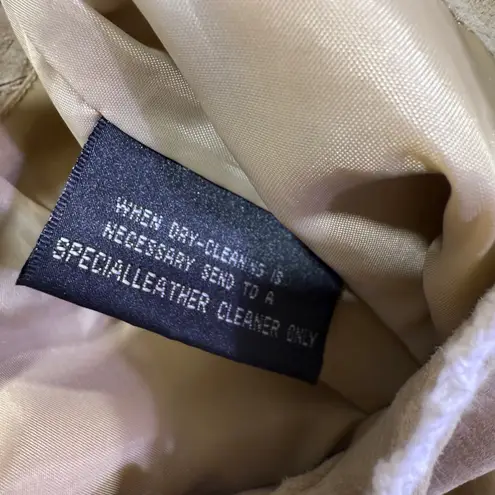 WHEN DRY-CLEANING IS
NECESSARY SEND TO A
SPECIALLEATHER CLEANER ONLY